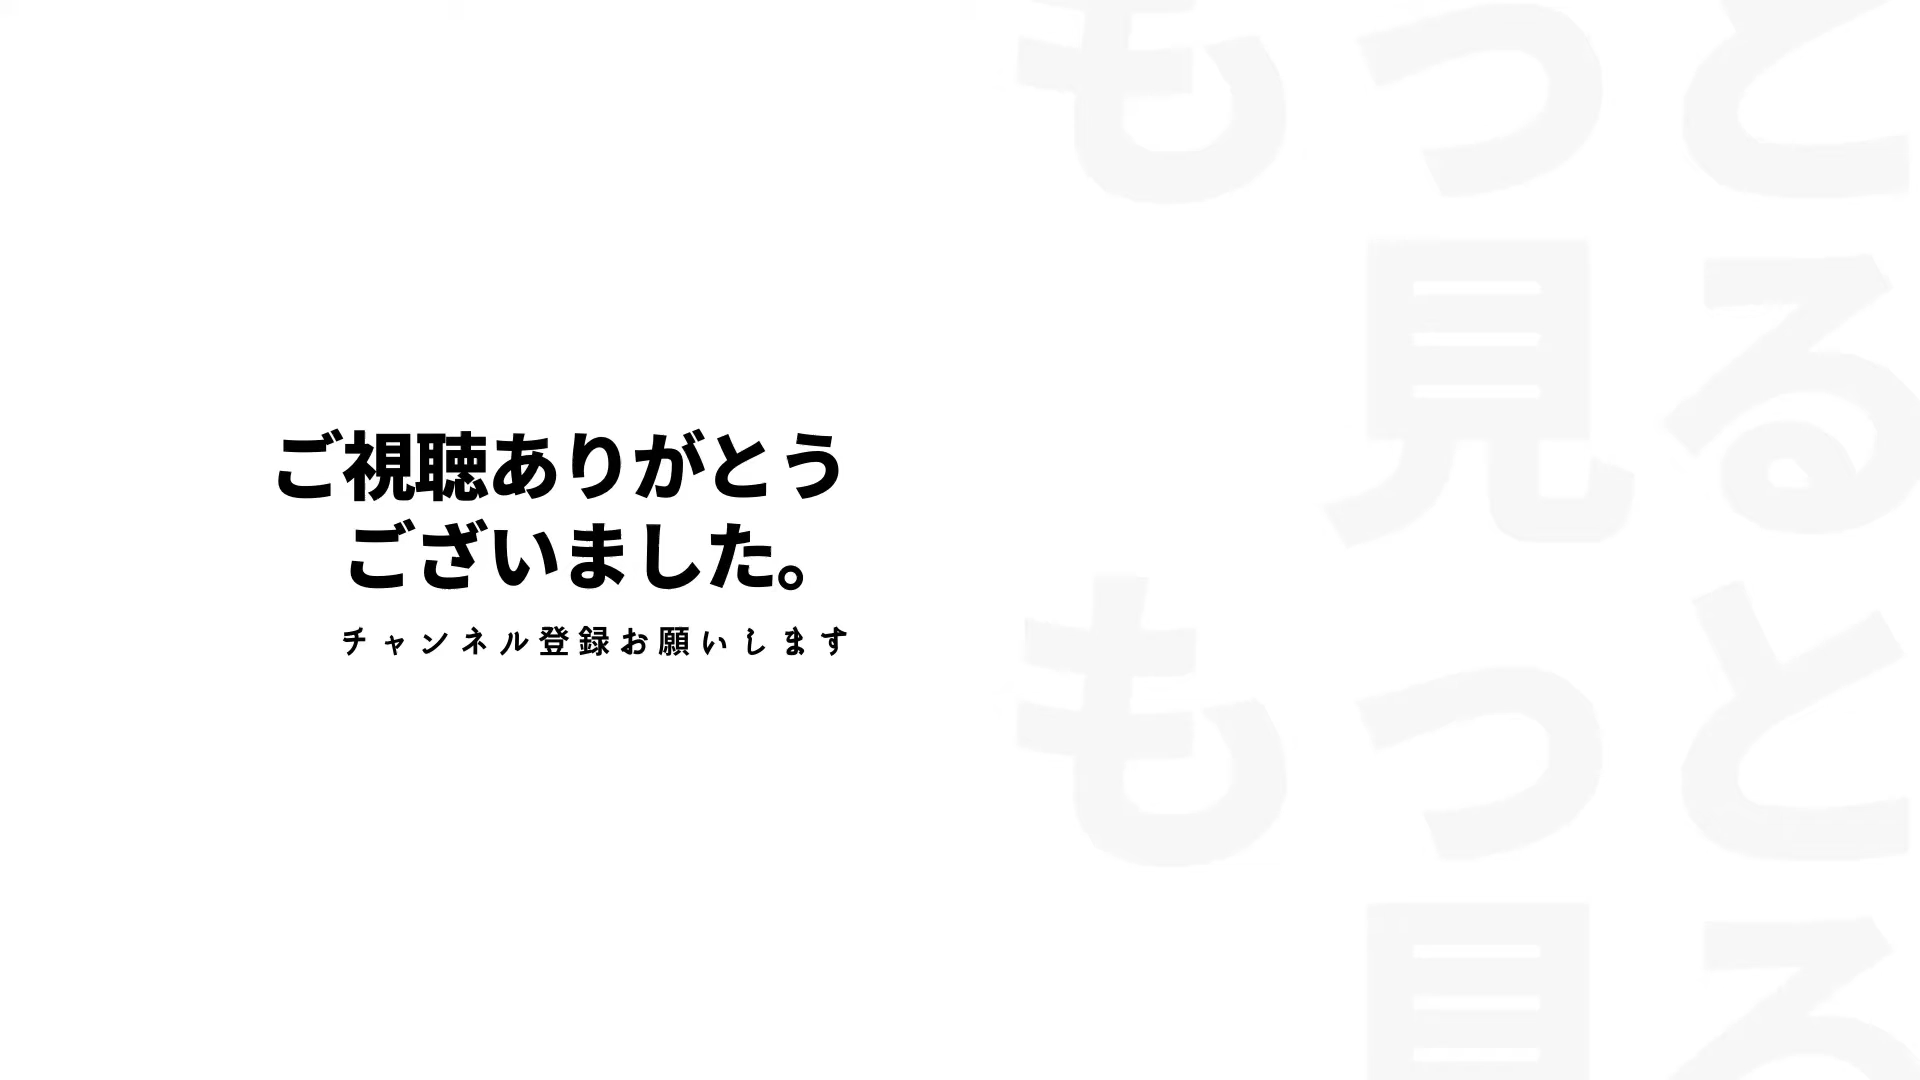 ご視聴ありがとう
ございました。
チャンネル登録お願いします
もっと
見る
もっと
見る